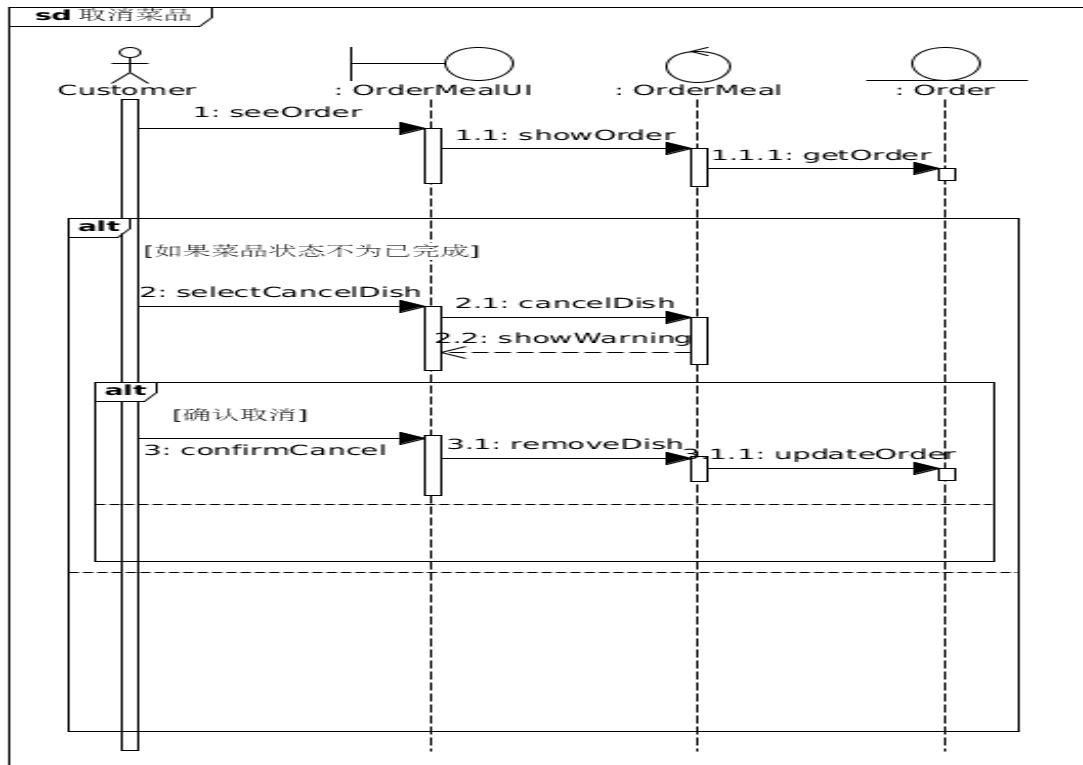 sd 取消菜品
Customer
: OrderMealUI
: OrderMeal
: Order
1: seeOrder
1.1: showOrder
1.1.1: getOrder
alt
[如果菜品状态不为已完成]
2: selectCancelDish
2.1: cancelDish
2.2: showWarning
alt
[确认取消]
3: confirmCancel
3.1: removeDish
3.1.1: updateOrder